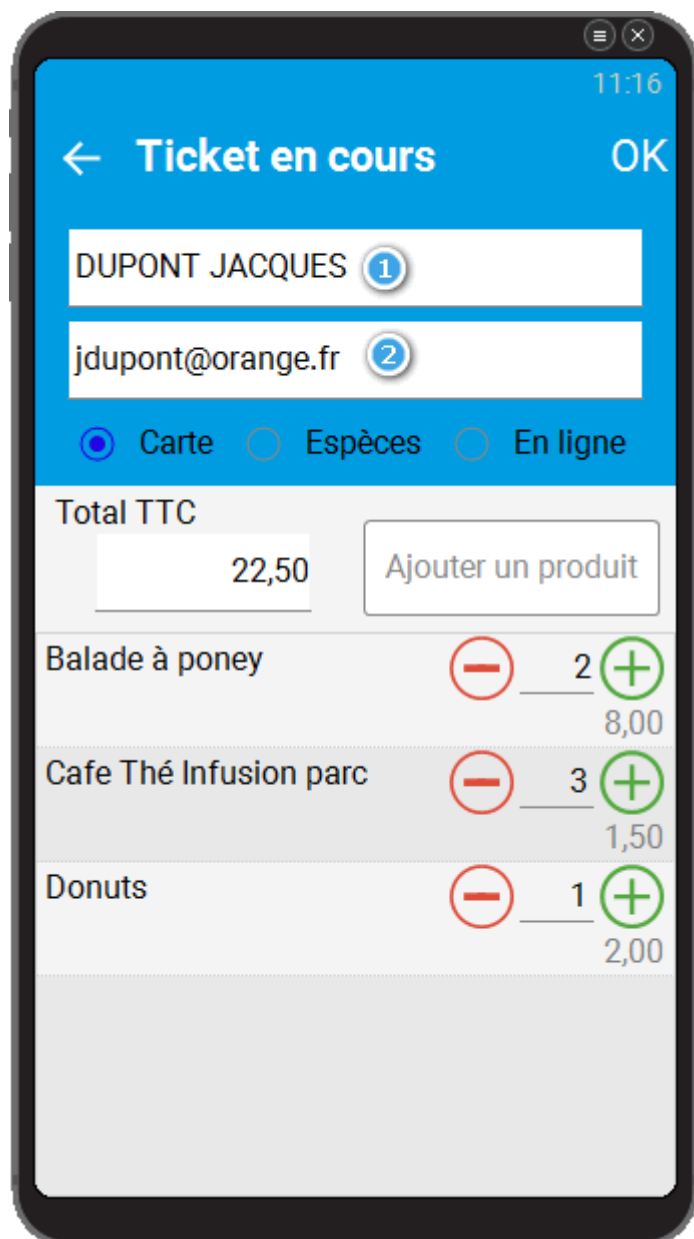 11:16
← Ticket en cours OK
DUPONT JACQUES 1
jdupont@orange.fr 2
Carte Espèces En ligne
Total TTC
22,50 Ajouter un produit
Balade à poney 2
8,00
Cafe Thé Infusion parc 3
1,50
Donuts 1
2,00